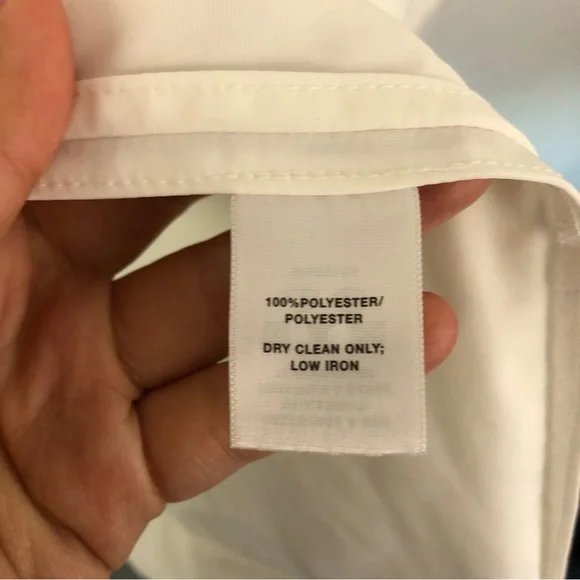 100%POLYESTER/
POLYESTER
DRY CLEAN ONLY;
LOW IRON